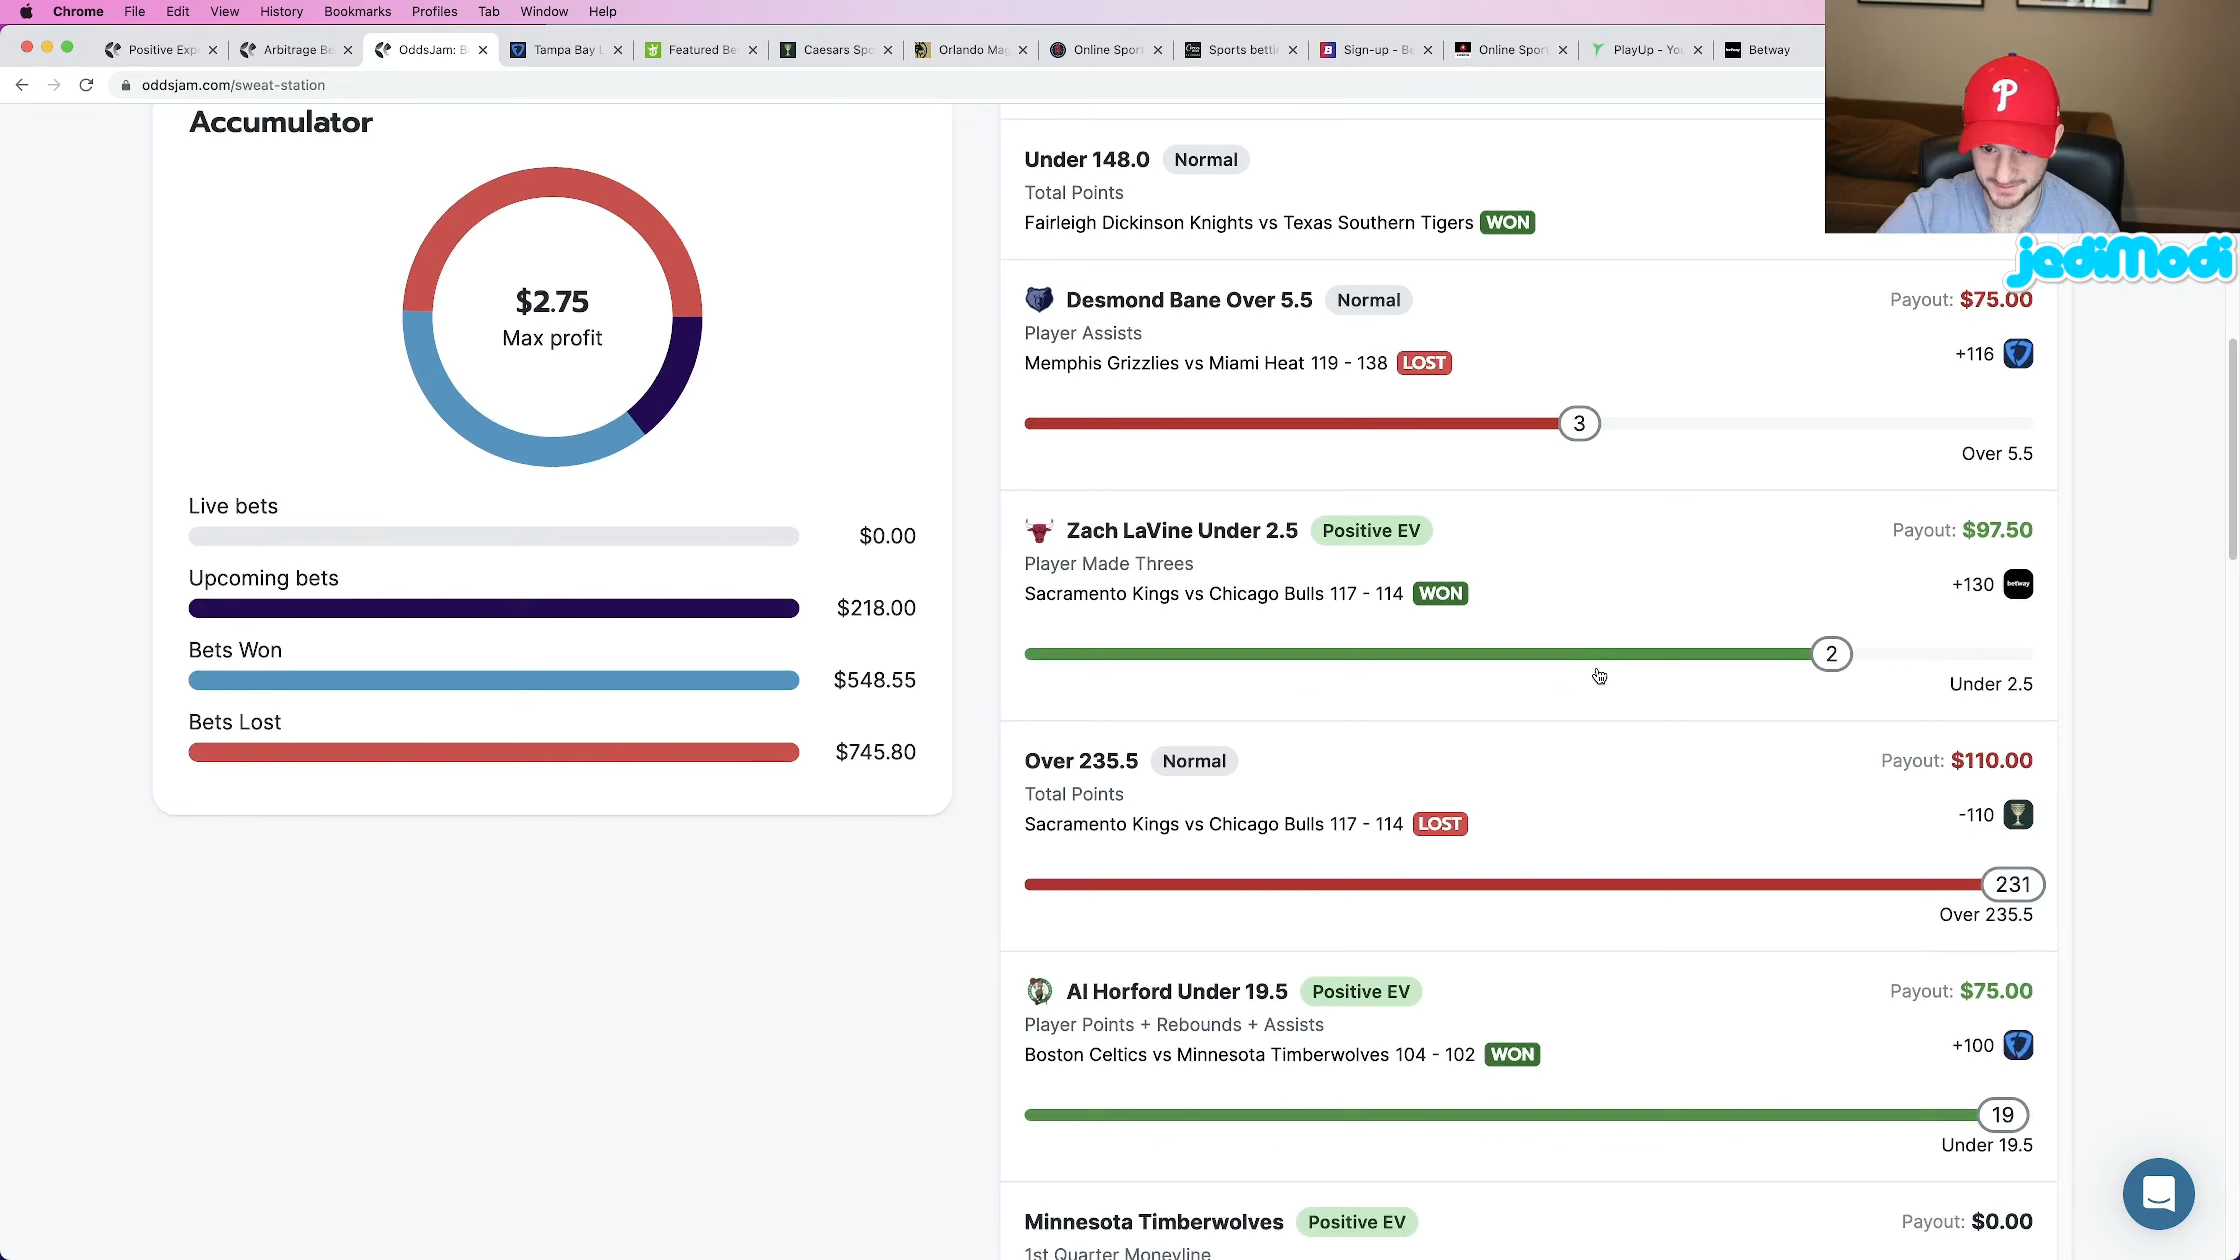 Chrome File Edit View History Bookmarks Profiles Tab Window Help
Positive Exp Arbitrage Be OddsJam: B Tampa Bay L Featured Be Caesars Spo Orlando Mag Online Sport Sports bettin Sign-up - Be Online Sport PlayUp - You Betway
oddsjam.com/sweat-station
Accumulator
$2.75
Max profit
Live bets
$0.00
Upcoming bets
$218.00
Bets Won
$548.55
Bets Lost
$745.80
Under 148.0 Normal
Total Points
Fairleigh Dickinson Knights vs Texas Southern Tigers WON
P
jediModi
Desmond Bane Over 5.5 Normal
Payout: $75.00
Player Assists
+116
Memphis Grizzlies vs Miami Heat 119 - 138 LOST
3
Over 5.5
Zach LaVine Under 2.5 Positive EV
Payout: $97.50
Player Made Threes
+130 betway
Sacramento Kings vs Chicago Bulls 117 - 114 WON
2
Under 2.5
Over 235.5 Normal
Payout: $110.00
Total Points
-110
Sacramento Kings vs Chicago Bulls 117 - 114 LOST
231
Over 235.5
Al Horford Under 19.5 Positive EV
Payout: $75.00
Player Points + Rebounds + Assists
+100
Boston Celtics vs Minnesota Timberwolves 104 - 102 WON
19
Under 19.5
Minnesota Timberwolves Positive EV
Payout: $0.00
1st Quarter Moneyline